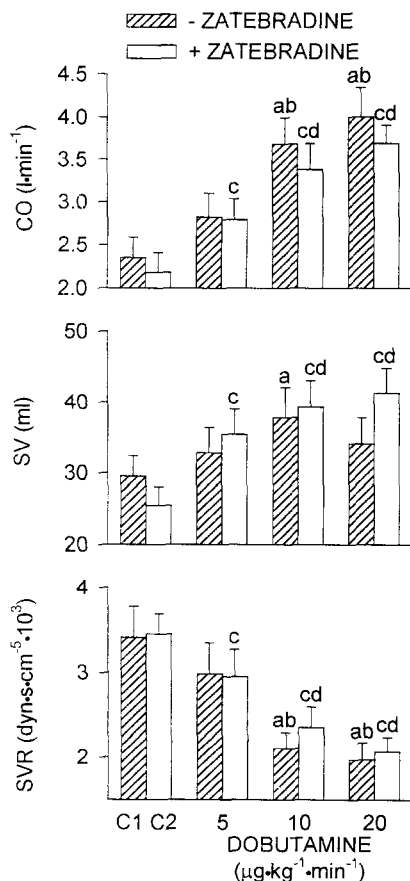 - ZATEBRADINE
+ ZATEBRADINE
CO (l•min⁻¹)
4.5
4.0
3.5
3.0
2.5
2.0
c
ab
cd
ab
cd
SV (ml)
50
40
30
20
c
a
cd
cd
SVR (dyn•s•cm⁻⁵•10³)
4
3
2
c
ab
cd
ab
cd
C1 C2 5 10 20
DOBUTAMINE
(µg•kg⁻¹•min⁻¹)